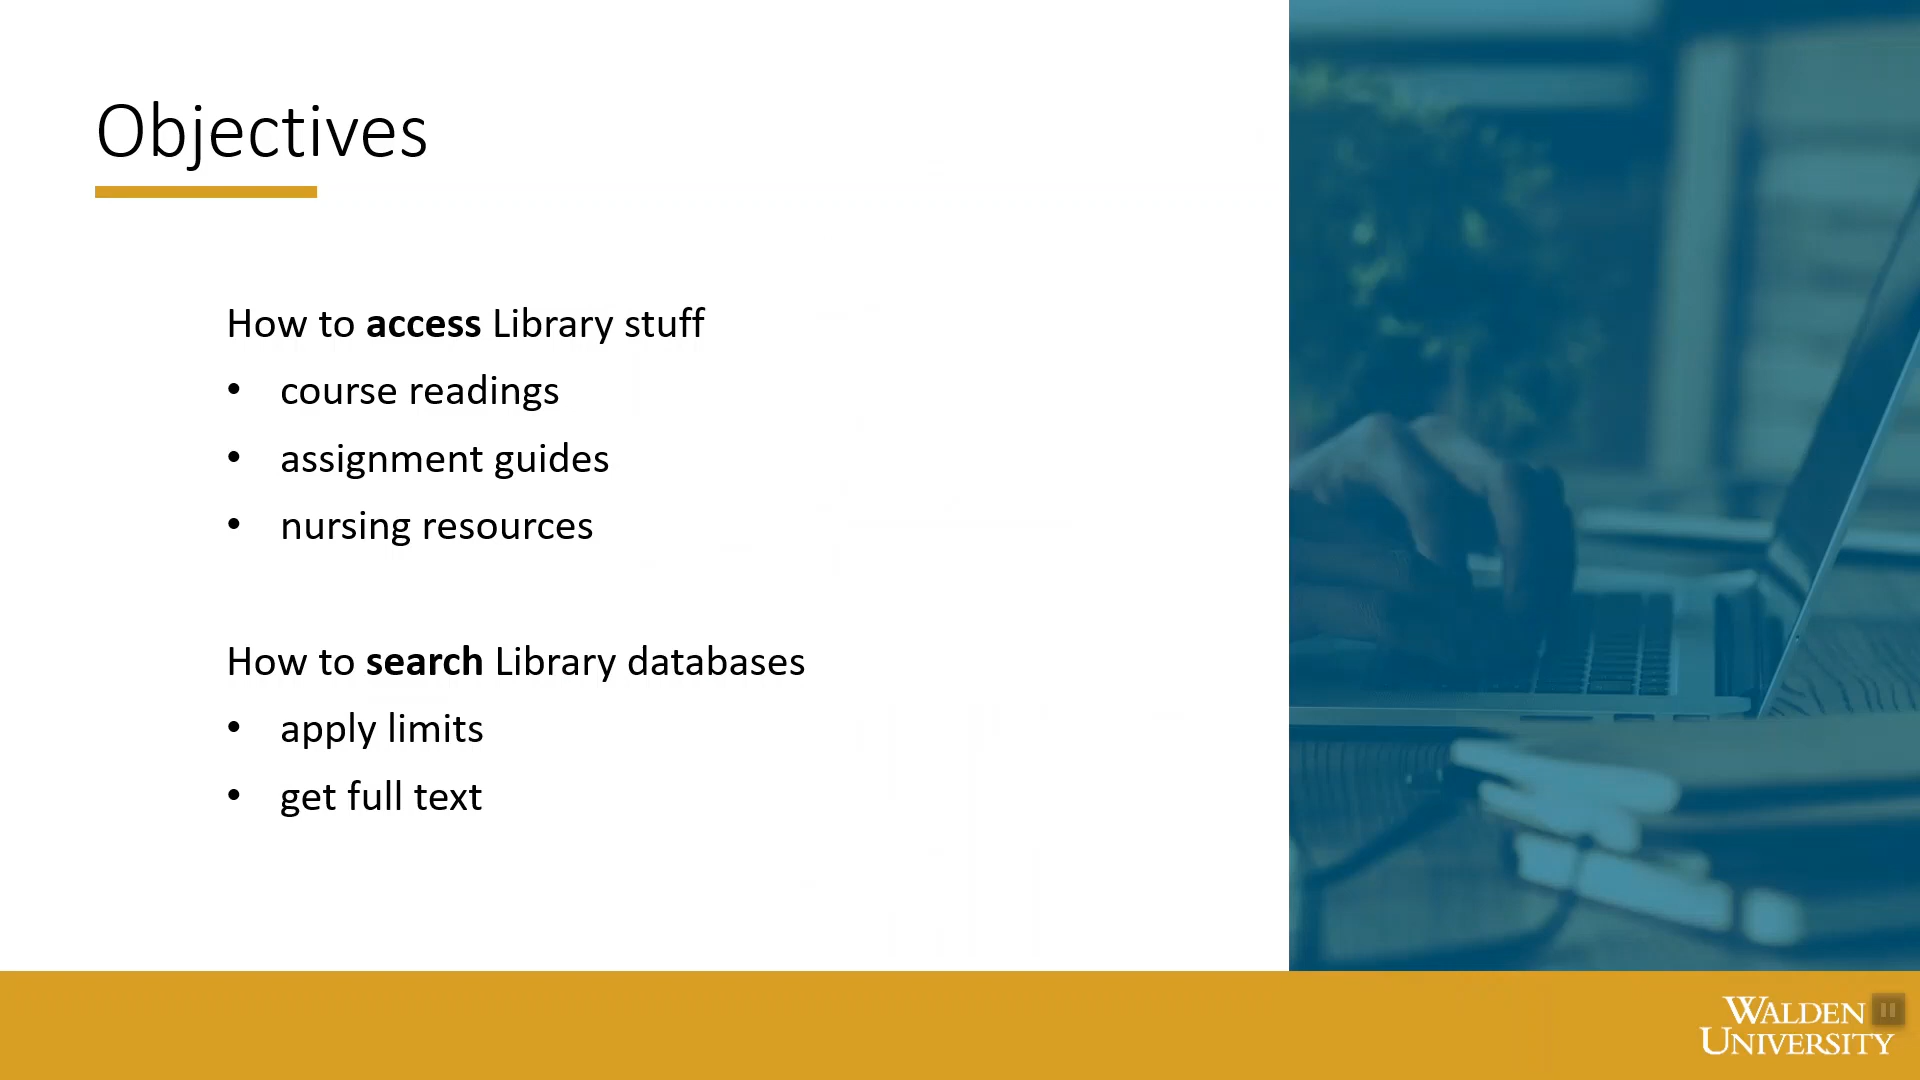 Objectives
How to access Library stuff
• course readings
• assignment guides
• nursing resources
How to search Library databases
• apply limits
• get full text
WALDEN
UNIVERSITY